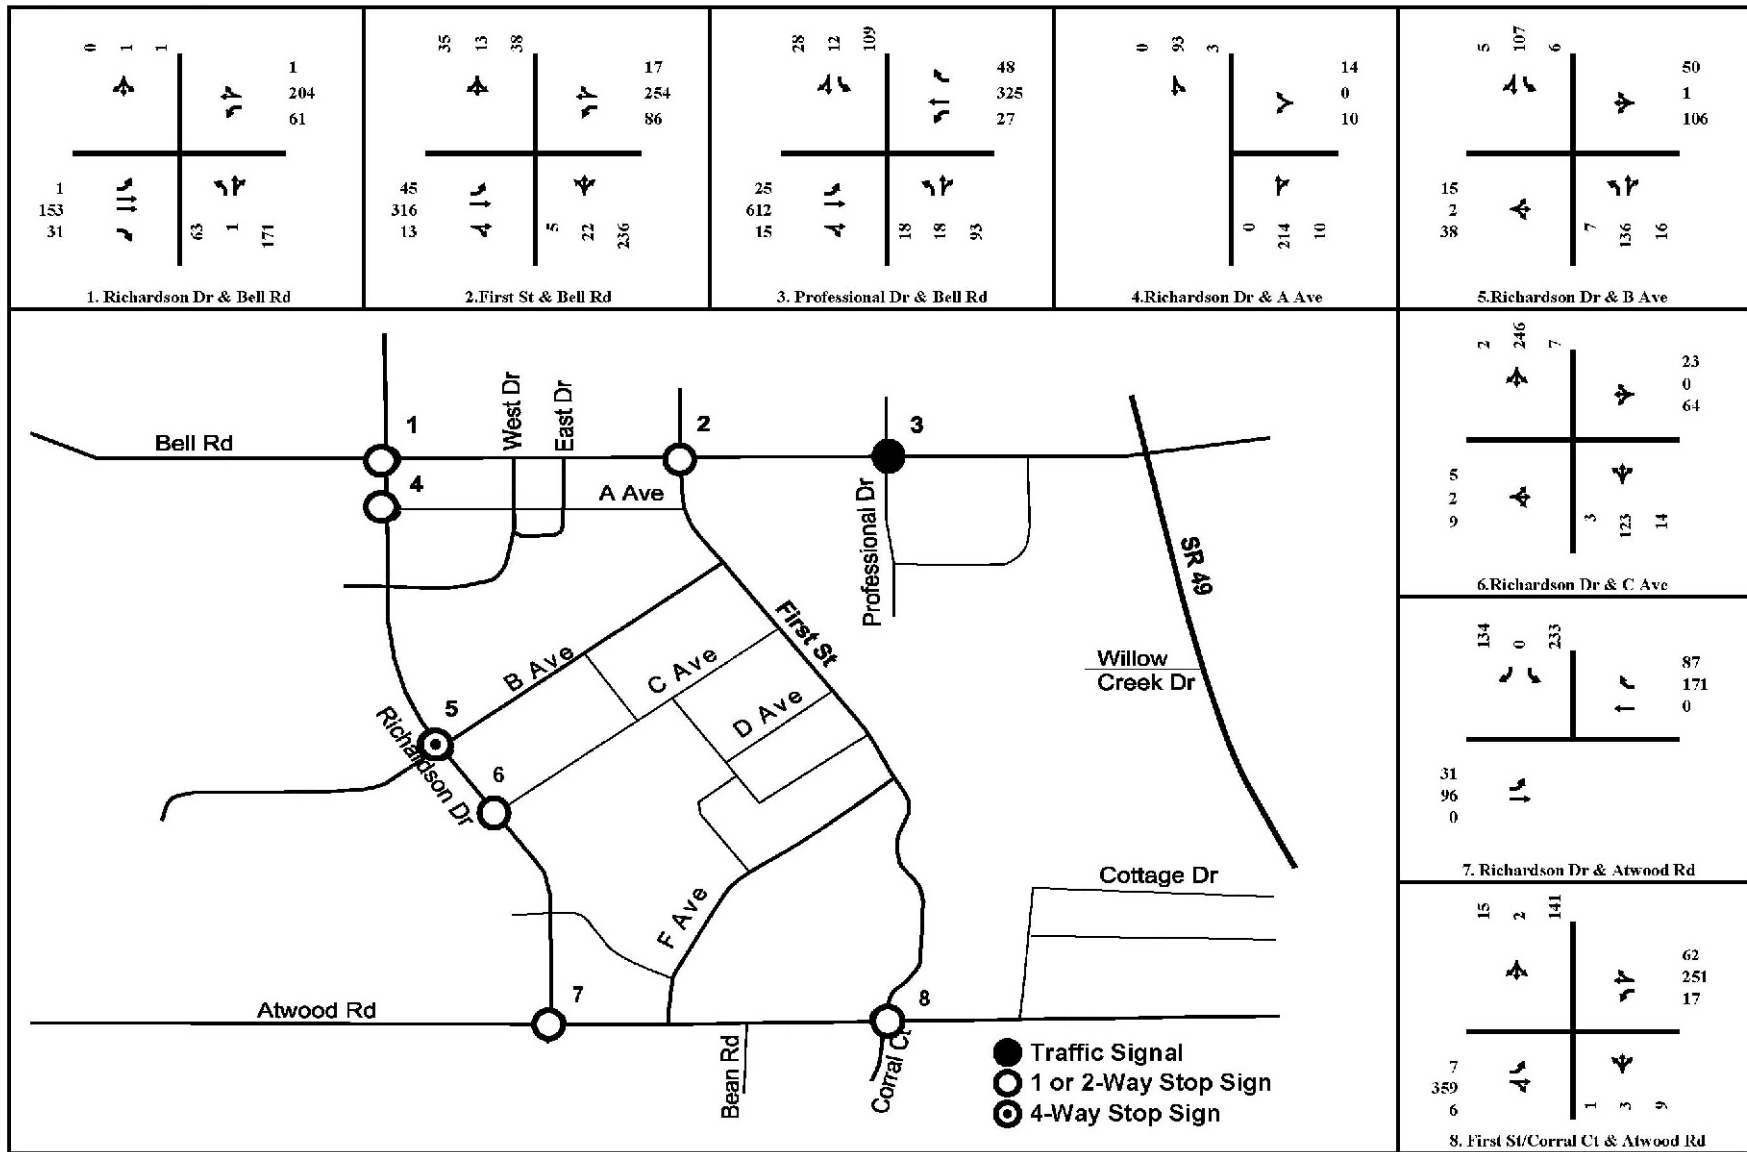 0 1 1
1
204
61
1
153
31
63 1 171
1. Richardson Dr & Bell Rd
35 13 38
17
254
86
45
316
13
5 22 236
2.First St & Bell Rd
28 12 109
48
325
27
25
612
15
18 18 93
3. Professional Dr & Bell Rd
0 93 3
14
0
10
0 214 10
4.Richardson Dr & A Ave
5 107 6
50
1
106
15
2
38
7 136 16
5.Richardson Dr & B Ave
2 246 7
23
0
64
5
2
9
3 123 14
6.Richardson Dr & C Ave
134 0 233
87
171
0
31
96
0
7. Richardson Dr & Atwood Rd
15 2 141
62
251
17
7
359
6
1 3 9
8. First St/Corral Ct & Atwood Rd
Bell Rd
1
West Dr
East Dr
2
3
4
A Ave
Professional Dr
SR 49
First St
B Ave
C Ave
D Ave
Willow
Creek Dr
5
Richardson Dr
6
F Ave
Cottage Dr
Atwood Rd
7
8
Bean Rd
Corral Ct
Traffic Signal
1 or 2-Way Stop Sign
4-Way Stop Sign